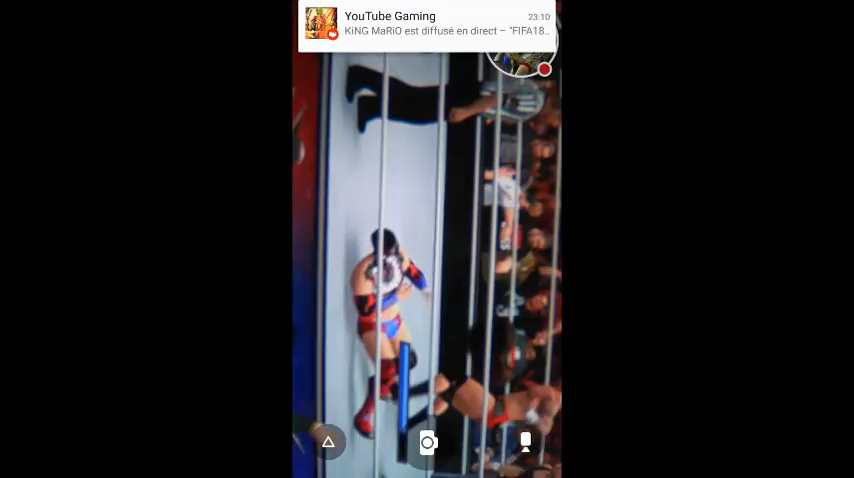 YouTube Gaming
23:10
KiNG MaRiO est diffusé en direct – "FIFA18..